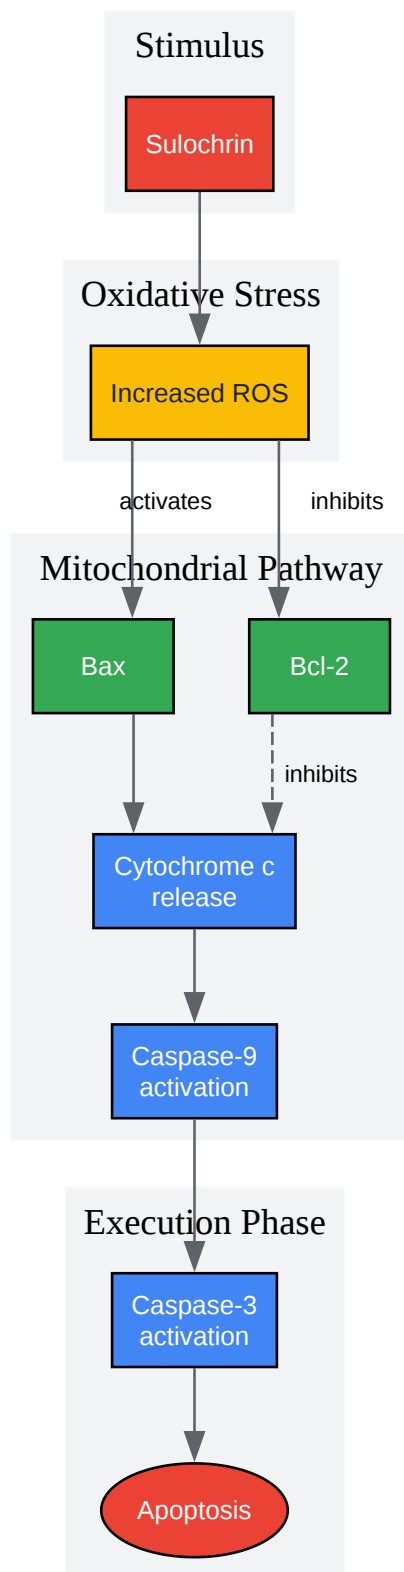 Stimulus
Sulochrin
Oxidative Stress
Increased ROS
activates
inhibits
Mitochondrial Pathway
Bax
Bcl-2
inhibits
Cytochrome c
release
Caspase-9
activation
Execution Phase
Caspase-3
activation
Apoptosis